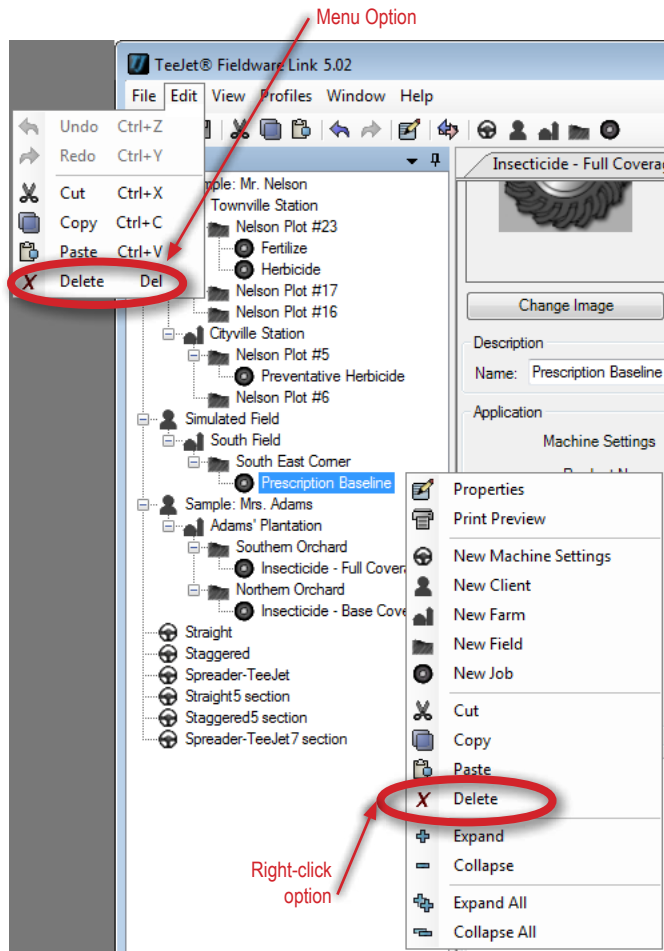 Menu Option
TeeJet® Fieldware Link 5.02
File Edit View Profiles Window Help
Undo Ctrl+Z
Redo Ctrl+Y
Cut Ctrl+X
Copy Ctrl+C
Paste Ctrl+V
X Delete Del
Mr. Nelson
Townville Station
Nelson Plot #23
Fertilize
Herbicide
Nelson Plot #17
Nelson Plot #16
Cityville Station
Nelson Plot #5
Preventative Herbicide
Nelson Plot #6
Simulated Field
South Field
South East Corner
Prescription Baseline
Sample: Mrs. Adams
Adams' Plantation
Southern Orchard
Insecticide - Full Cover
Northern Orchard
Insecticide - Base Cove
Straight
Staggered
Spreader-TeeJet
Straight5 section
Staggered5 section
Spreader-TeeJet7 section
Insecticide - Full Coverag
Change Image
Description
Name: Prescription Baseline
Application
Machine Settings
Properties
Print Preview
New Machine Settings
New Client
New Farm
New Field
New Job
Cut
Copy
Paste
X Delete
Expand
Collapse
Expand All
Collapse All
Right-click
option